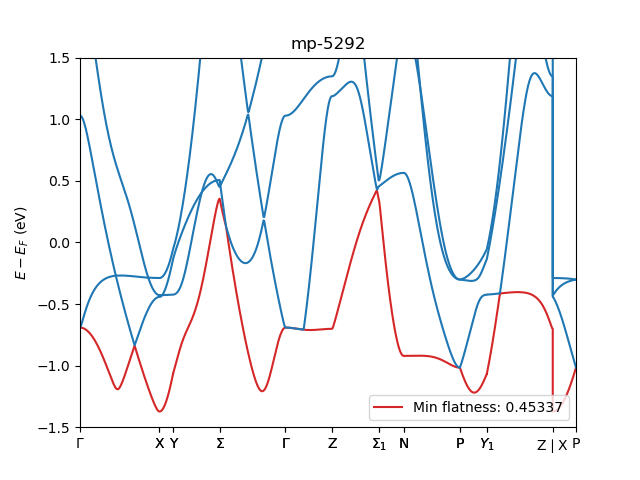 mp-5292
E − E_F (eV)
1.5
1.0
0.5
0.0
−0.5
−1.0
−1.5
Min flatness: 0.45337
Γ X Y Σ Γ Z Σ₁ N P Y₁ Z | X P